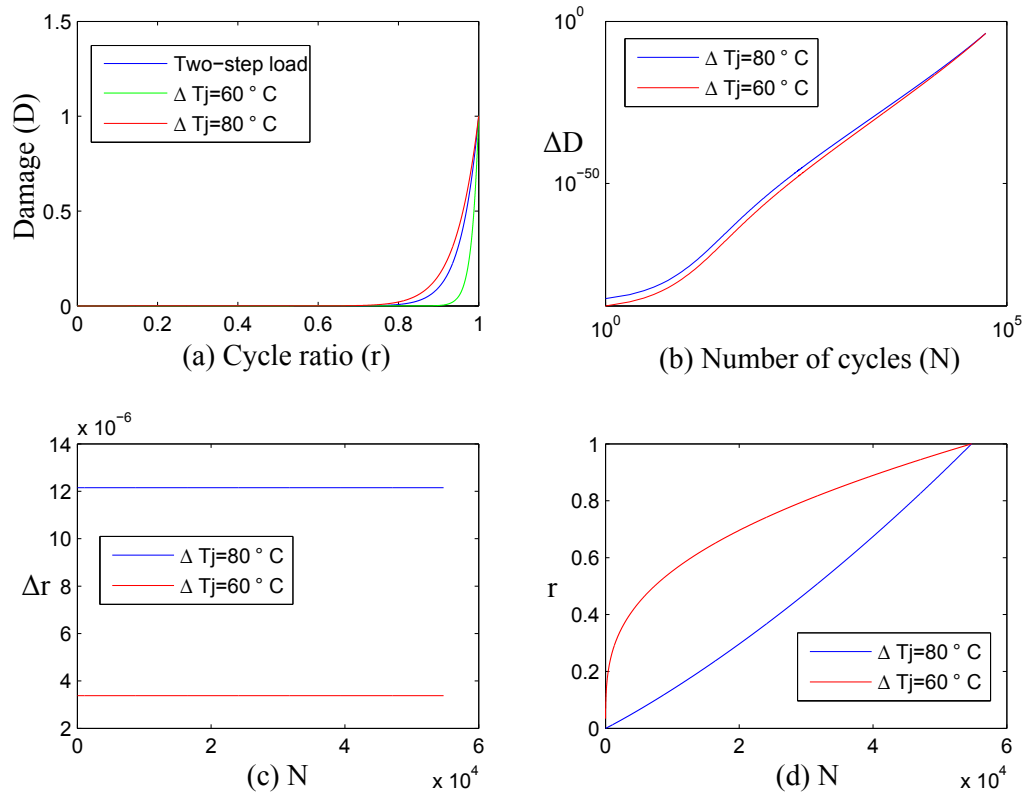 1.5
1
0.5
0
Damage (D)
Two−step load
Δ Tj=60 ° C
Δ Tj=80 ° C
0 0.2 0.4 0.6 0.8 1
(a) Cycle ratio (r)
10^0
10^−50
ΔD
Δ Tj=80 ° C
Δ Tj=60 ° C
10^0 10^5
(b) Number of cycles (N)
x 10^−6
14
12
10
8
6
4
2
Δr
Δ Tj=80 ° C
Δ Tj=60 ° C
0 2 4 6
x 10^4
(c) N
1
0.8
0.6
0.4
0.2
0
r
Δ Tj=80 ° C
Δ Tj=60 ° C
0 2 4 6
x 10^4
(d) N